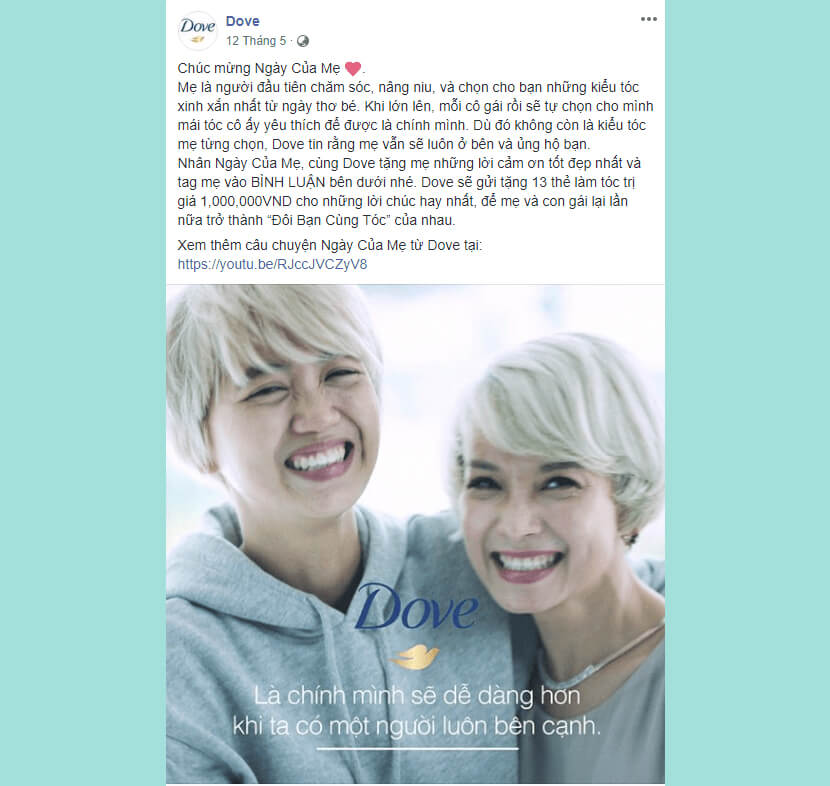 Dove
Dove
12 Tháng 5 ·
Chúc mừng Ngày Của Mẹ ❤.
Mẹ là người đầu tiên chăm sóc, nâng niu, và chọn cho bạn những kiểu tóc
xinh xắn nhất từ ngày thơ bé. Khi lớn lên, mỗi cô gái rồi sẽ tự chọn cho mình
mái tóc cô ấy yêu thích để được là chính mình. Dù đó không còn là kiểu tóc
mẹ từng chọn, Dove tin rằng mẹ vẫn sẽ luôn ở bên và ủng hộ bạn.
Nhân Ngày Của Mẹ, cùng Dove tặng mẹ những lời cảm ơn tốt đẹp nhất và
tag mẹ vào BÌNH LUẬN bên dưới nhé. Dove sẽ gửi tặng 13 thẻ làm tóc trị
giá 1,000,000VND cho những lời chúc hay nhất, để mẹ và con gái lại lần
nữa trở thành “Đôi Bạn Cùng Tóc” của nhau.
Xem thêm câu chuyện Ngày Của Mẹ từ Dove tại:
https://youtu.be/RJccJVCZyV8
Dove
Là chính mình sẽ dễ dàng hơn
khi ta có một người luôn bên cạnh.